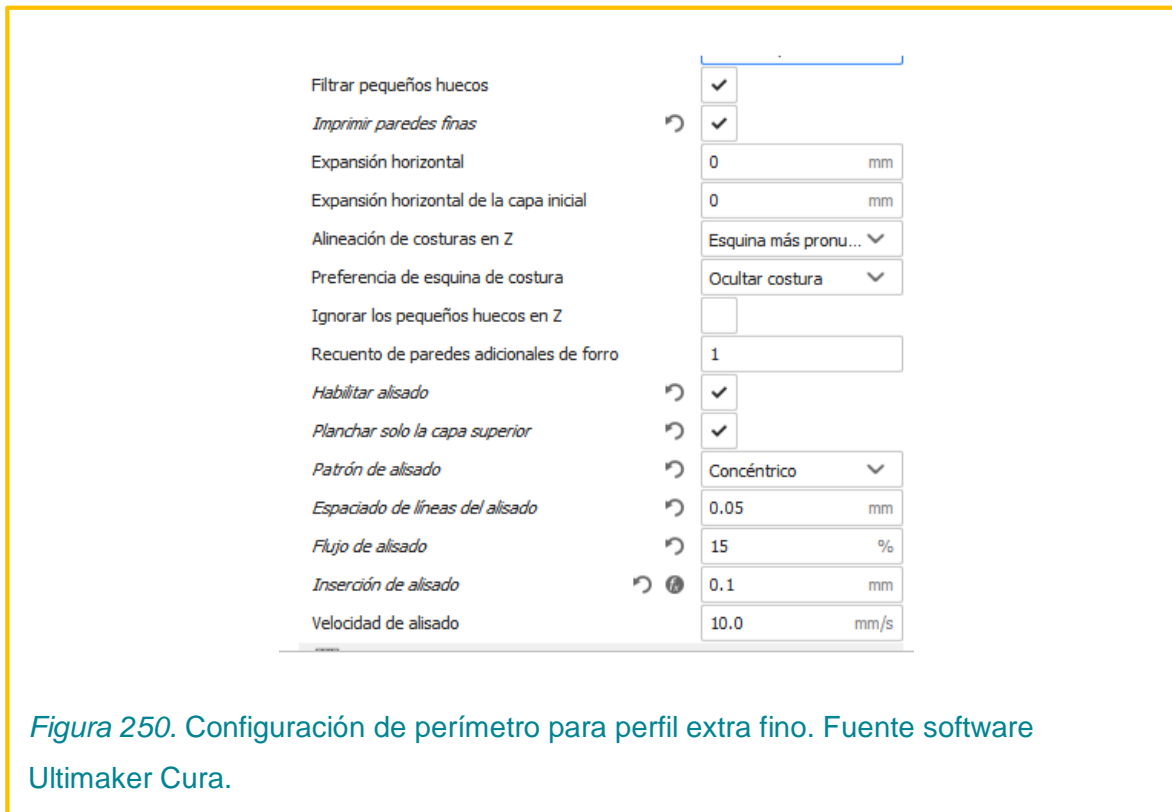 Filtrar pequeños huecos
Imprimir paredes finas
Expansión horizontal 0 mm
Expansión horizontal de la capa inicial 0 mm
Alineación de costuras en Z Esquina más pronu...
Preferencia de esquina de costura Ocultar costura
Ignorar los pequeños huecos en Z
Recuento de paredes adicionales de forro 1
Habilitar alisado
Planchar solo la capa superior
Patrón de alisado Concéntrico
Espaciado de líneas del alisado 0.05 mm
Flujo de alisado 15 %
Inserción de alisado 0.1 mm
Velocidad de alisado 10.0 mm/s
Figura 250. Configuración de perímetro para perfil extra fino. Fuente software
Ultimaker Cura.